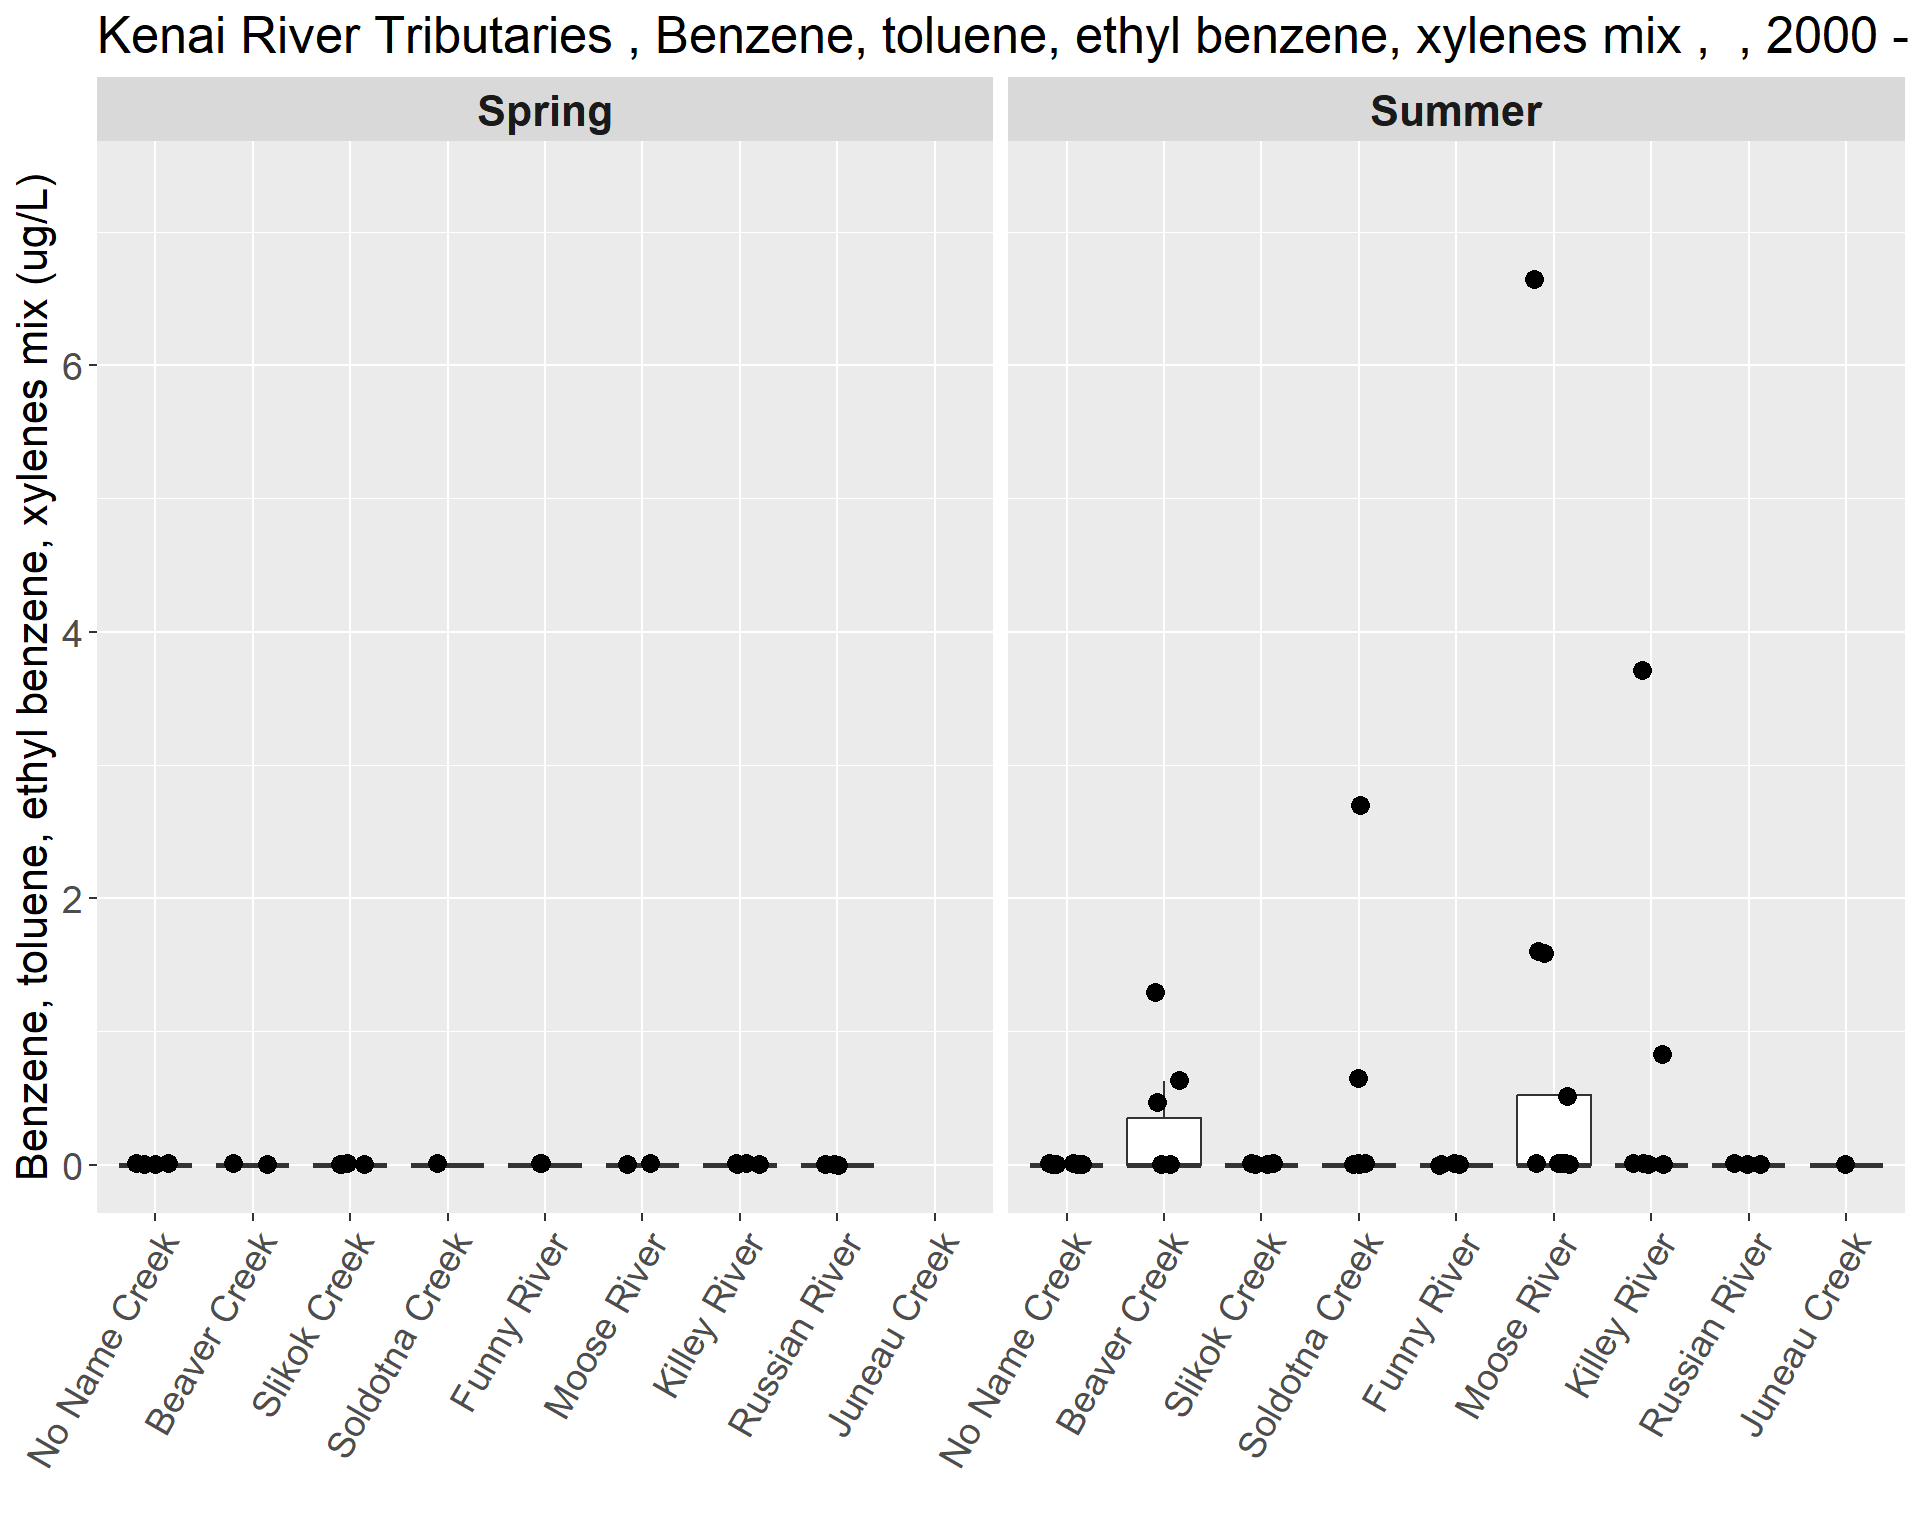 Kenai River Tributaries , Benzene, toluene, ethyl benzene, xylenes mix ,  , 2000 -
Spring
Summer
Benzene, toluene, ethyl benzene, xylenes mix (ug/L)
6
4
2
0
No Name Creek
Beaver Creek
Slikok Creek
Soldotna Creek
Funny River
Moose River
Killey River
Russian River
Juneau Creek
No Name Creek
Beaver Creek
Slikok Creek
Soldotna Creek
Funny River
Moose River
Killey River
Russian River
Juneau Creek